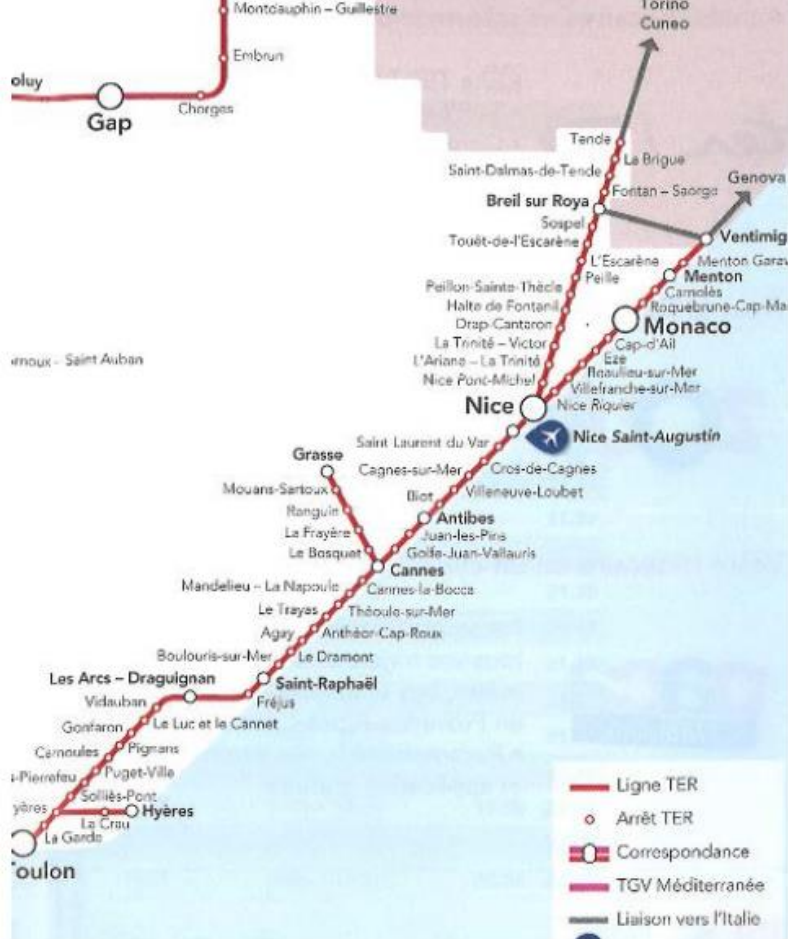 Montdauphin – Guillestre
Embrun
Chorges
Gap
Torino
Cuneo
Tende
La Brigue
Saint-Dalmas-de-Tende
Fontan – Saorge
Genova
Breil sur Roya
Sospel
Ventimig
Touët-de-l'Escarène
L'Escarène
Menton Garav
Peille
Menton
Peillon-Sainte-Thècle
Carnolès
Halte de Fontanil
Roquebrune-Cap-Ma
Drap-Cantaron
Monaco
La Trinité – Victor
Cap-d'Ail
Saint Auban
L'Ariane – La Trinité
Eze
Beaulieu-sur-Mer
Nice Pont-Michel
Villefranche-sur-Mer
Nice
Nice Riquier
Nice Saint-Augustin
Saint Laurent du Var
Grasse
Cagnes-sur-Mer
Cros-de-Cagnes
Mouans-Sartoux
Biot
Villeneuve-Loubet
Ranguin
Antibes
La Frayère
Juan-les-Pins
Le Bosquet
Golfe-Juan-Vallauris
Cannes
Mandelieu – La Napoule
Cannes-la-Bocca
Le Trayas
Théoule-sur-Mer
Agay
Anthéor-Cap-Roux
Boulouris-sur-Mer
Le Dramont
Les Arcs – Draguignan
Saint-Raphaël
Vidauban
Fréjus
Gonfaron
Le Luc et le Cannet
Carnoules
Pignans
s-Pierrefeu
Puget-Ville
Solliès-Pont
yères
Hyères
La Crau
La Garde
oulon
Ligne TER
Arrêt TER
Correspondance
TGV Méditerranée
Liaison vers l'Italie